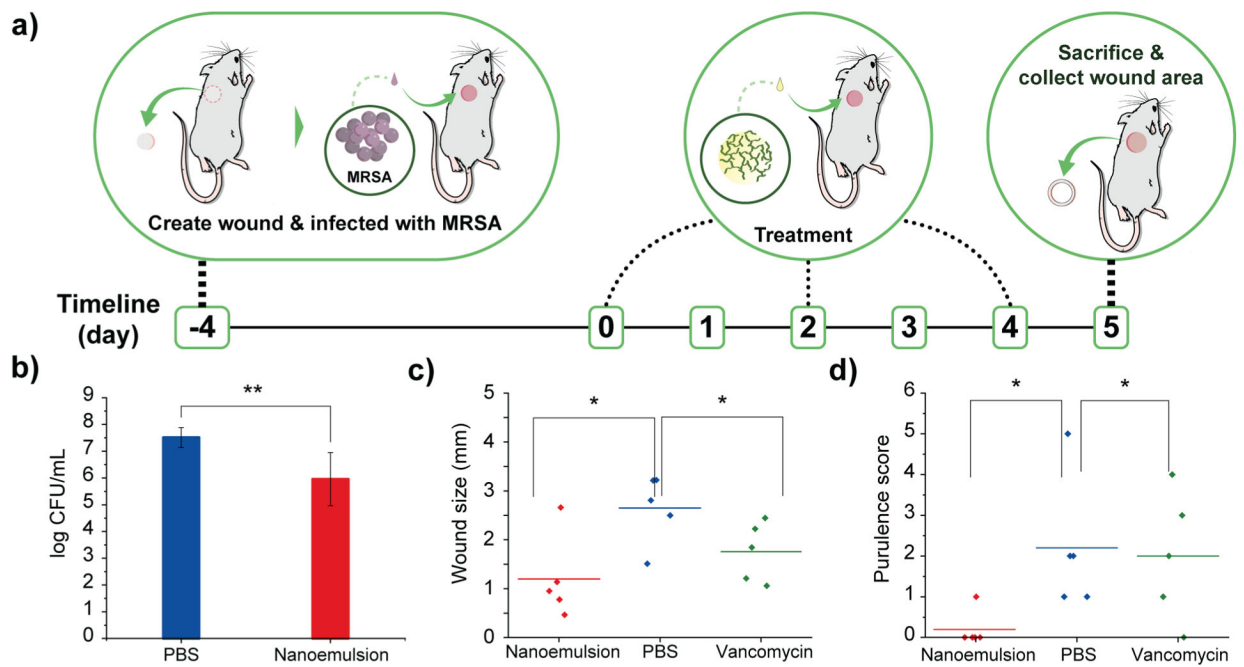 a)
MRSA
Create wound & infected with MRSA
Treatment
Sacrifice &
collect wound area
Timeline
(day)
-4
0
1
2
3
4
5
b)
log CFU/mL
9
8
7
6
5
4
3
2
1
0
**
PBS
Nanoemulsion
c)
Wound size (mm)
5
4
3
2
1
0
*
*
Nanoemulsion
PBS
Vancomycin
d)
Purulence score
6
5
4
3
2
1
0
*
*
Nanoemulsion
PBS
Vancomycin